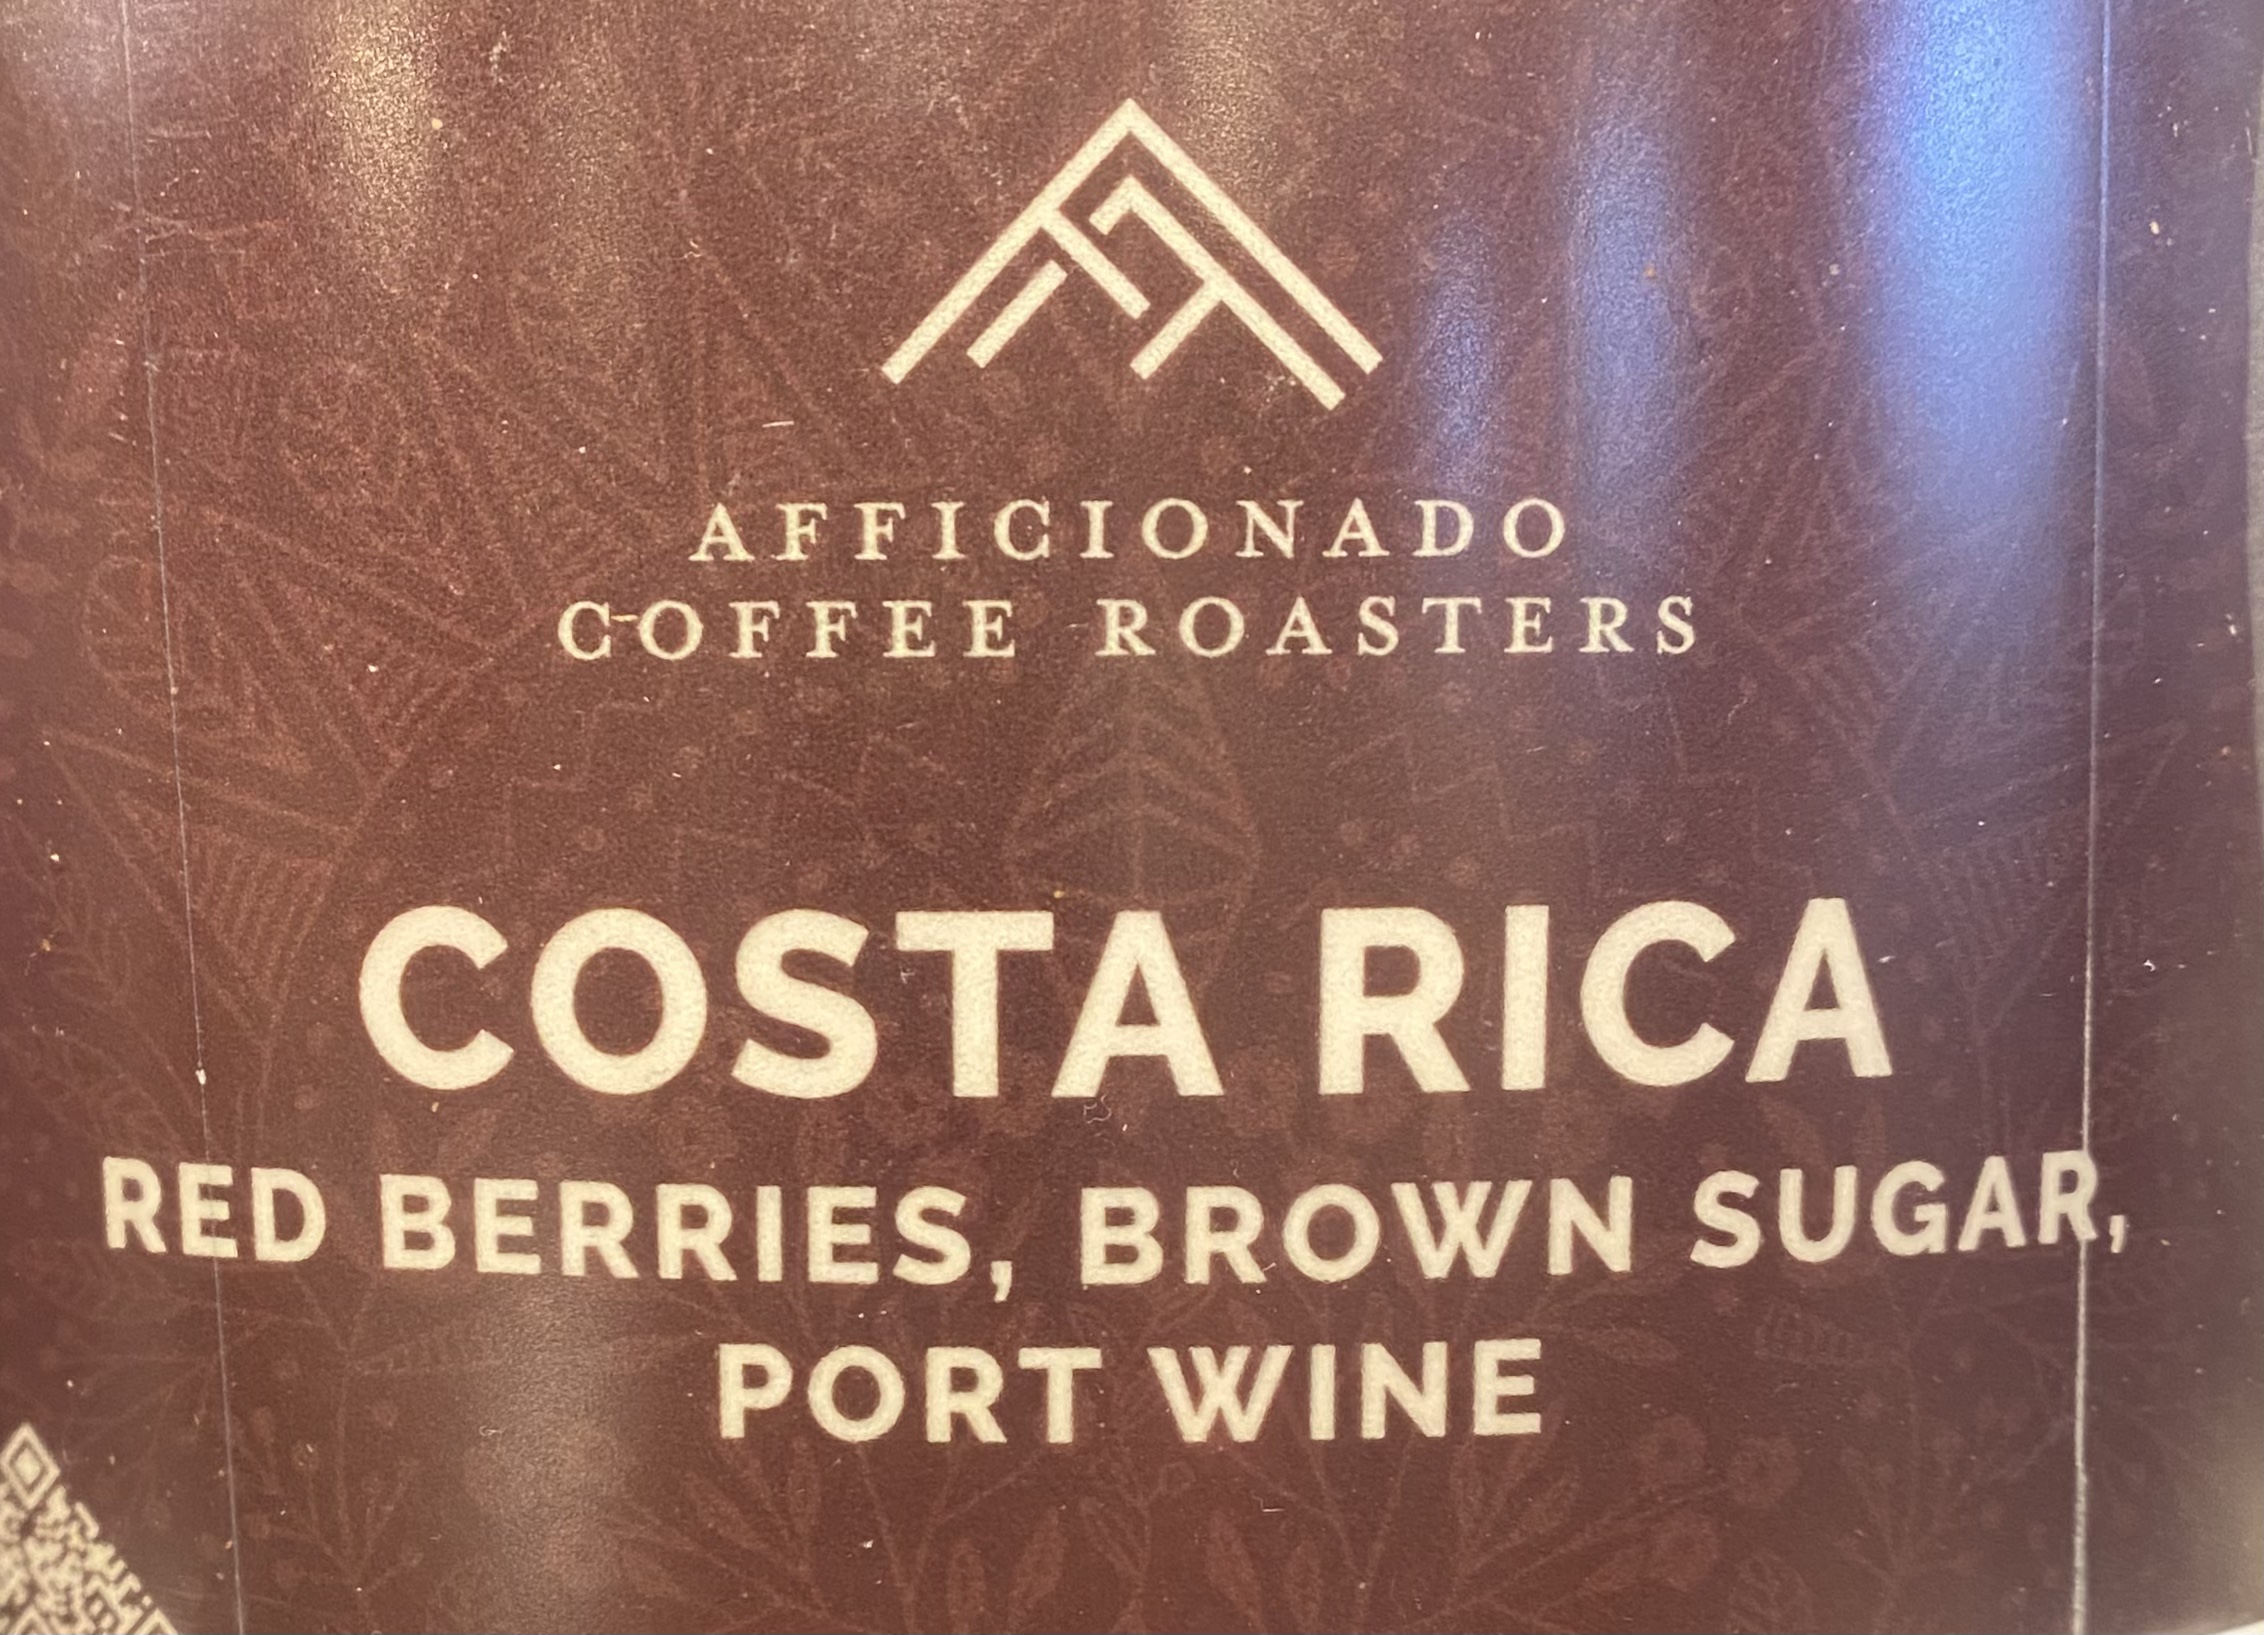 AFFICIONADO
COFFEE ROASTERS
COSTA RICA
RED BERRIES, BROWN SUGAR,
PORT WINE